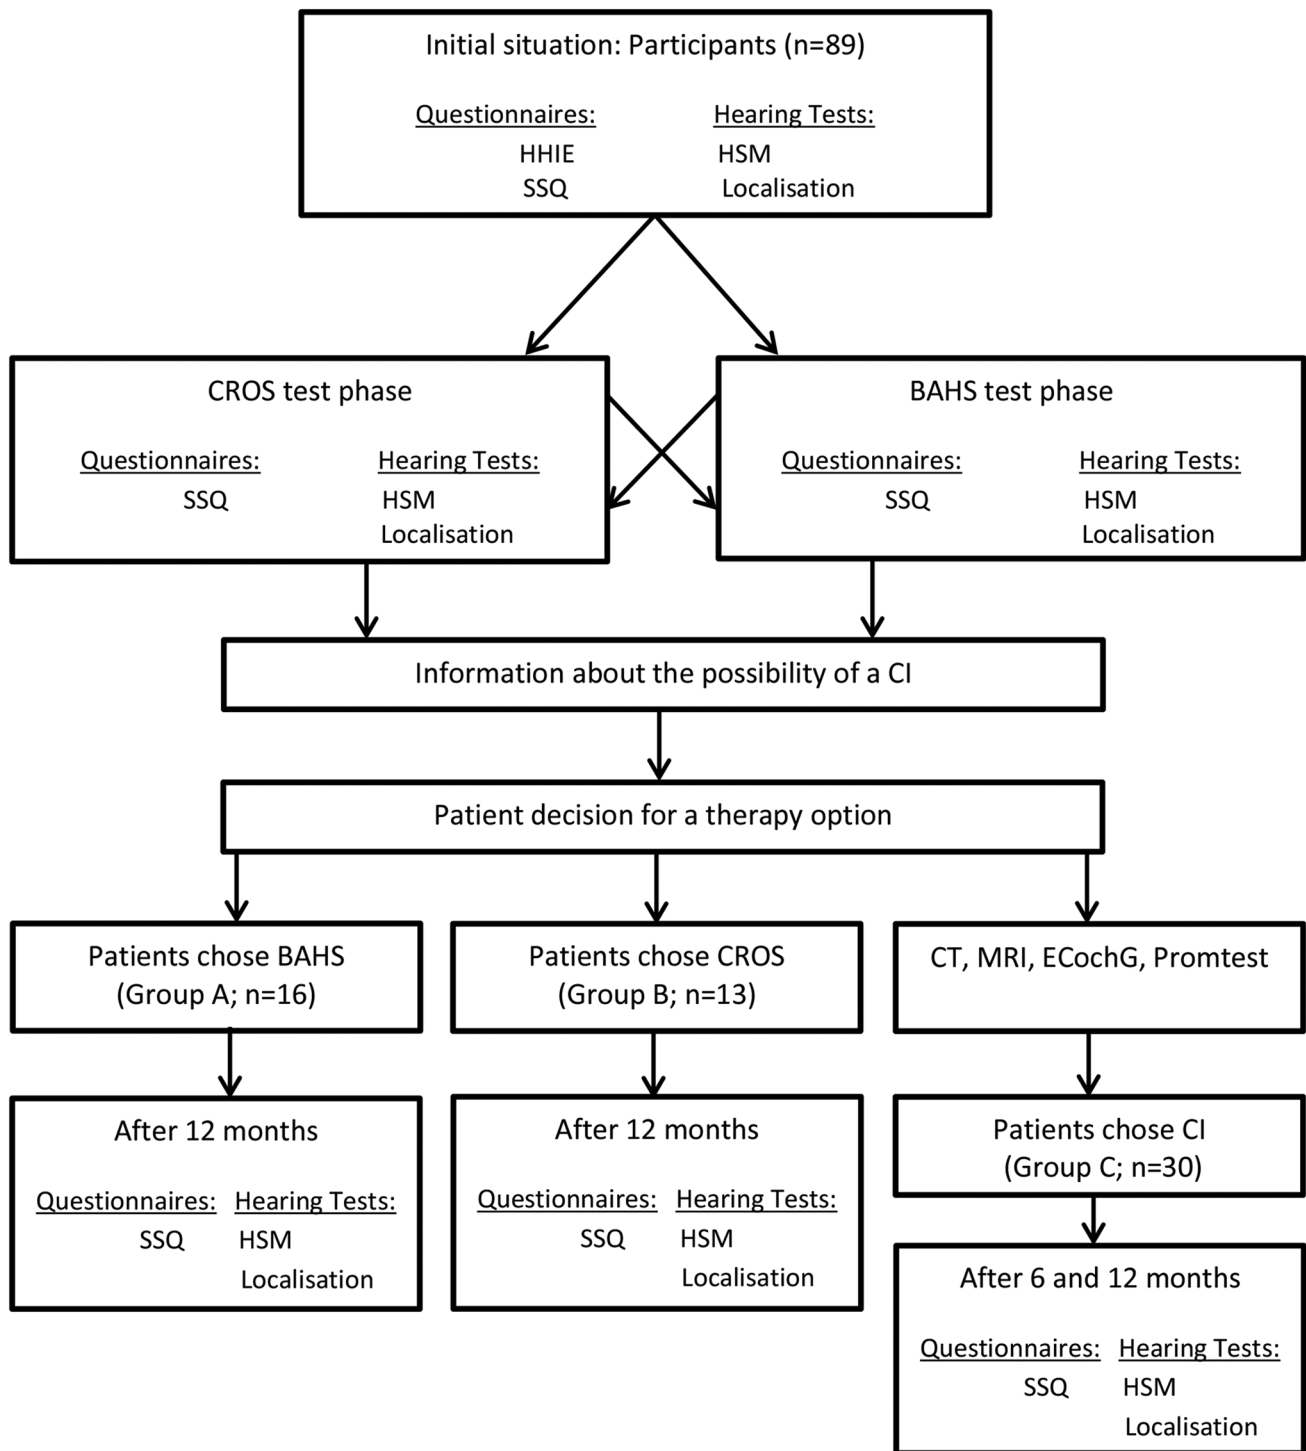 Initial situation: Participants (n=89)
Questionnaires: Hearing Tests:
HHIE HSM
SSQ Localisation
CROS test phase
Questionnaires: Hearing Tests:
SSQ HSM
Localisation
BAHS test phase
Questionnaires: Hearing Tests:
SSQ HSM
Localisation
Information about the possibility of a CI
Patient decision for a therapy option
Patients chose BAHS
(Group A; n=16)
Patients chose CROS
(Group B; n=13)
CT, MRI, ECochG, Promtest
After 12 months
Questionnaires: Hearing Tests:
SSQ HSM
Localisation
After 12 months
Questionnaires: Hearing Tests:
SSQ HSM
Localisation
Patients chose CI
(Group C; n=30)
After 6 and 12 months
Questionnaires: Hearing Tests:
SSQ HSM
Localisation